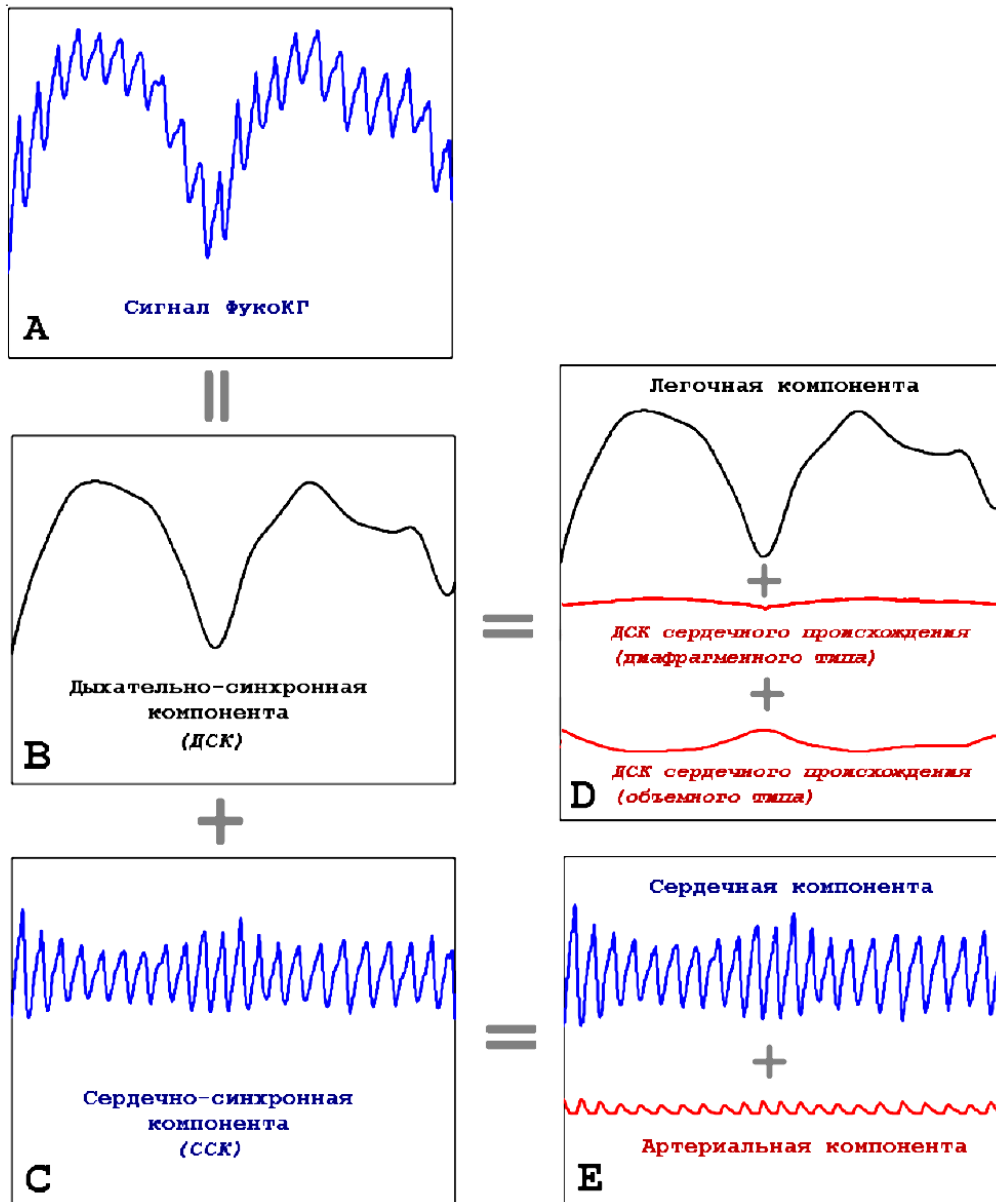 Сигнал ФукоКГ
A
Легочная компонента
Дыхательно-синхронная
компонента
(ДСК)
B
ДСК сердечного происхождения
(диафрагменного типа)
ДСК сердечного происхождения
(объемного типа)
D
Сердечно-синхронная
компонента
(ССК)
C
Сердечная компонента
Артериальная компонента
E